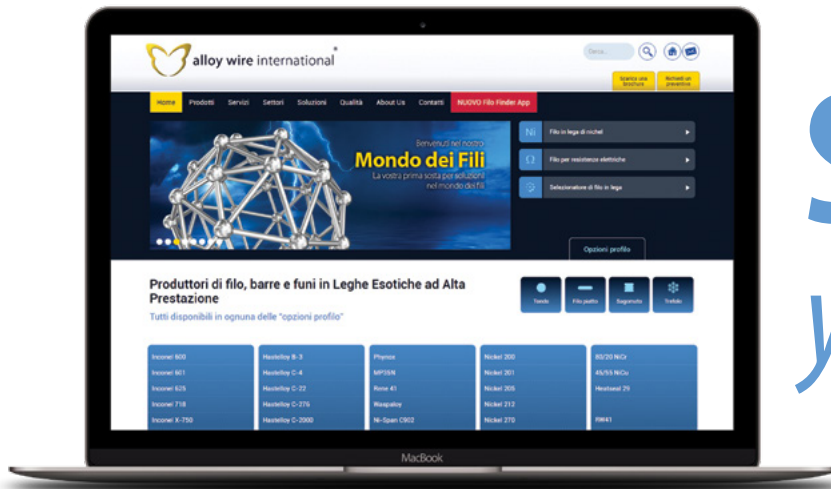 alloy wire international
Cerca...
Scarica una brochure
Richiedi un preventivo
Home Prodotti Servizi Settori Soluzioni Qualità About Us Contatti NUOVO Filo Finder App
Benvenuti nel nostro
Mondo dei Fili
La vostra prima sosta per soluzioni
nel mondo dei fili
Ni Filo in lega di nichel
Ω Filo per resistenze elettriche
Selezionatore di filo in lega
Opzioni profilo
Produttori di filo, barre e funi in Leghe Esotiche ad Alta
Prestazione
Tutti disponibili in ognuna delle "opzioni profilo"
Tondo Filo piatto Sagomato Trefolo
Inconel 600 Hastelloy B-3 Phynox Nickel 200 80/20 NiCr
Inconel 601 Hastelloy C-4 MP35N Nickel 201 45/55 NiCu
Inconel 625 Hastelloy C-22 Rene 41 Nickel 205
Inconel 718 Hastelloy C-276 Waspaloy Nickel 212
Inconel X-750 Hastelloy C-2000 Ni-Span C902 Nickel 270 RW41
MacBook